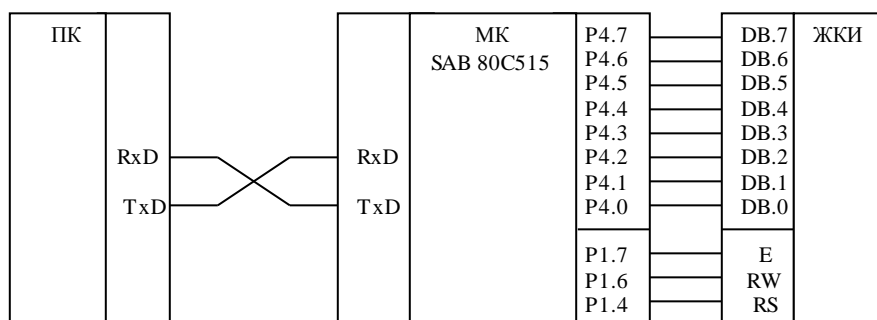 ПК
RxD
TxD
МК
SAB 80C515
RxD
TxD
P4.7
P4.6
P4.5
P4.4
P4.3
P4.2
P4.1
P4.0
P1.7
P1.6
P1.4
DB.7
DB.6
DB.5
DB.4
DB.3
DB.2
DB.1
DB.0
E
RW
RS
ЖКИ